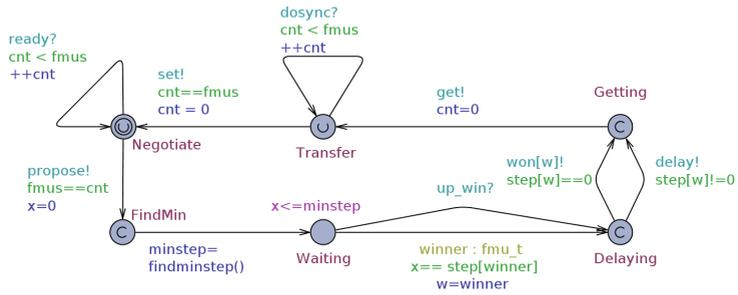 dosync?
cnt < fmus
++cnt
ready?
cnt < fmus
++cnt
set!
cnt==fmus
cnt = 0
get!
cnt=0
Getting
Negotiate
Transfer
propose!
fmus==cnt
x=0
won[w]!
step[w]==0
delay!
step[w]!=0
up_win?
FindMin
x<=minstep
minstep=
findminstep()
Waiting
winner : fmu_t
x== step[winner]
w=winner
Delaying
U
U
C
C
C